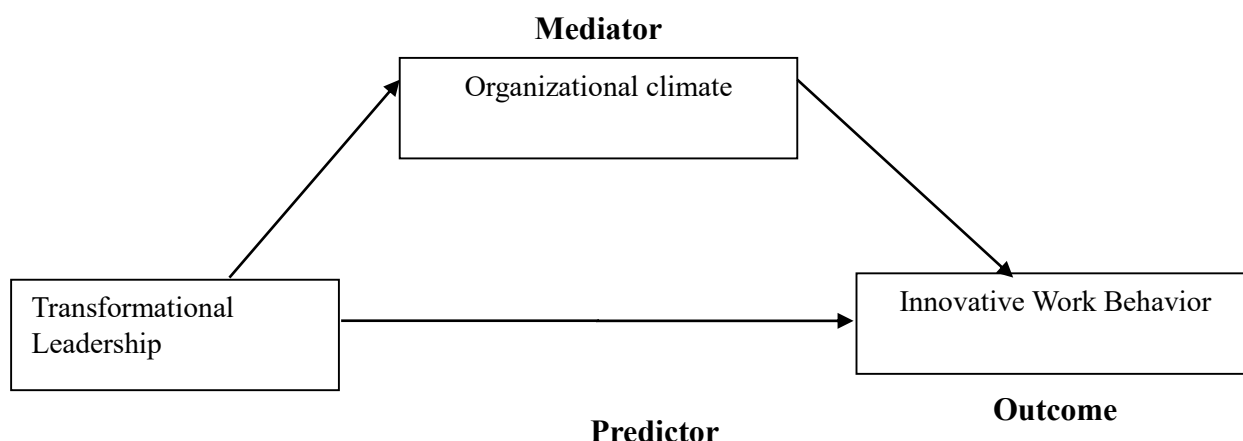 Mediator
Organizational climate
Transformational
Leadership
Innovative Work Behavior
Outcome
Predictor